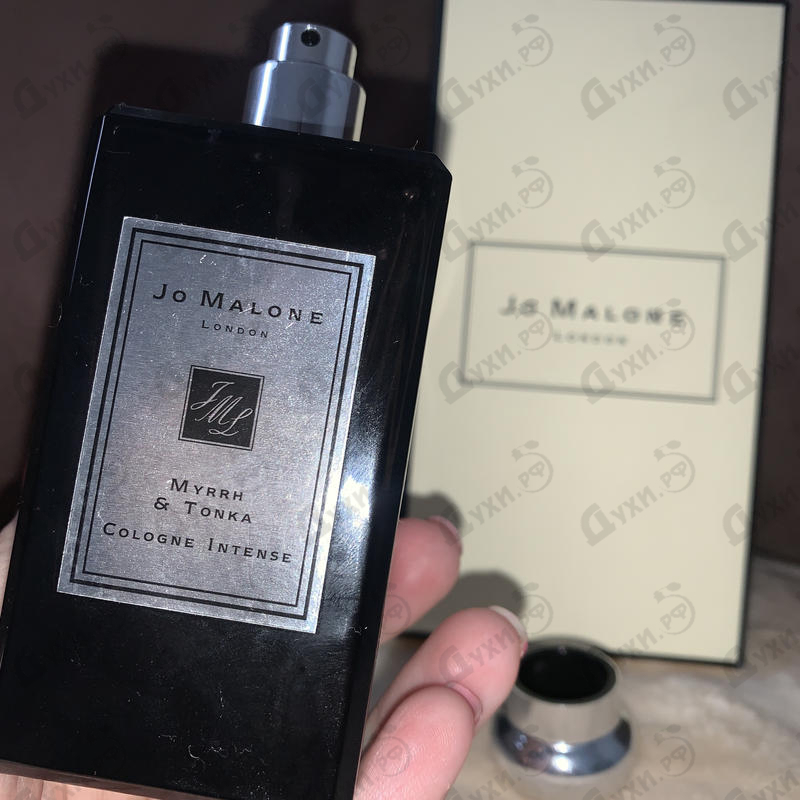 Jo Malone
London
JML
Myrrh
& Tonka
Cologne Intense
Jo Malone
London
Духи.рф